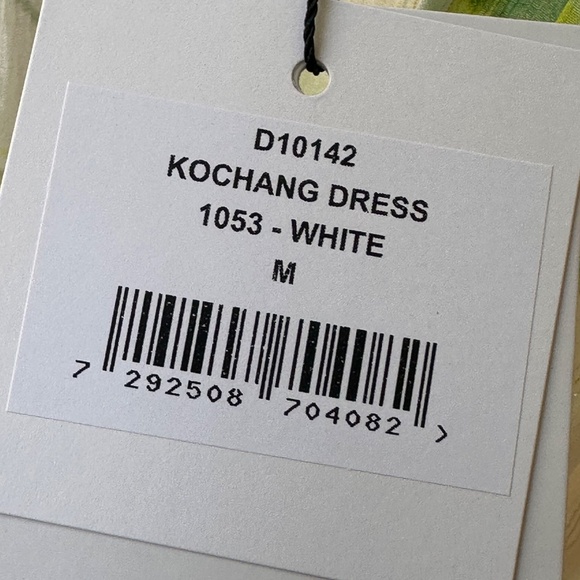 D10142
KOCHANG DRESS
1053 - WHITE
M
7 292508 704082 >